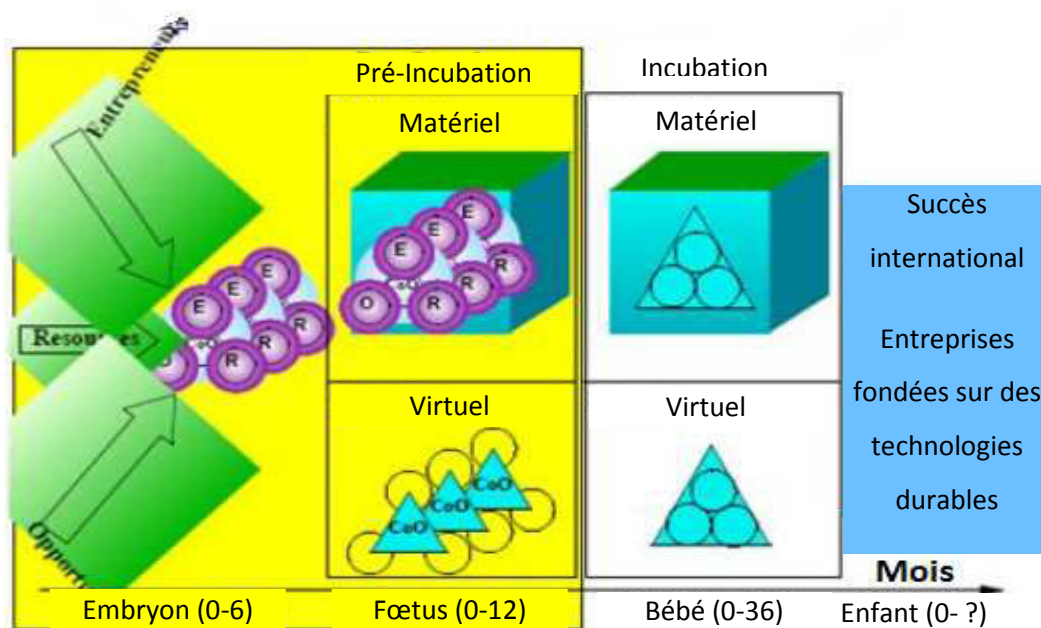 Entrepreneurs
Pré-Incubation
Incubation
Matériel
Matériel
E
E
E
CoO
O
R
R
R
E
E
E
R
R
R
Virtuel
Virtuel
CoO
CoO
CoO
Succès
international
Entreprises
fondées sur des
technologies
durables
Mois
Embryon (0-6)
Fœtus (0-12)
Bébé (0-36)
Enfant (0- ?)